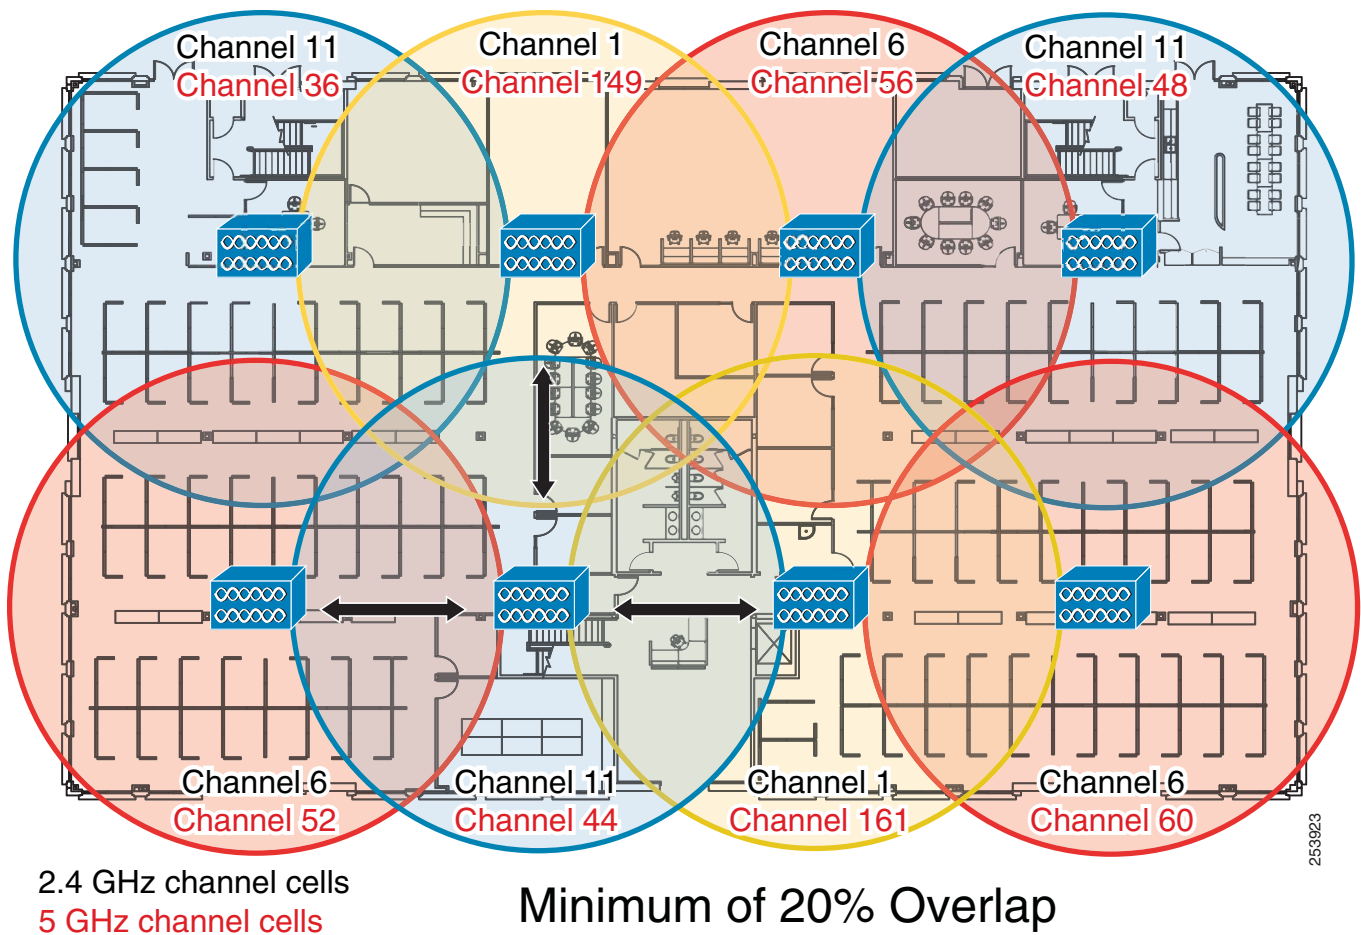 Channel 11
Channel 36
Channel 1
Channel 149
Channel 6
Channel 56
Channel 11
Channel 48
Channel 6
Channel 52
Channel 11
Channel 44
Channel 1
Channel 161
Channel 6
Channel 60
253923
2.4 GHz channel cells
5 GHz channel cells
Minimum of 20% Overlap